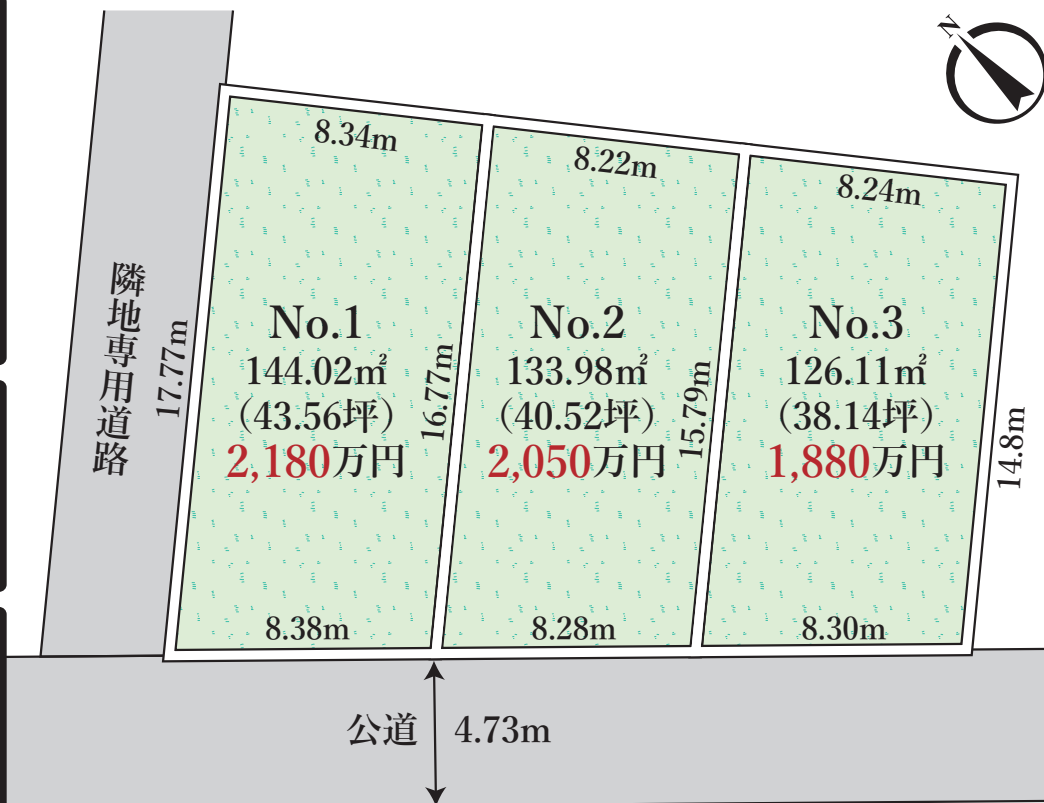 N
8.34m
8.22m
8.24m
隣地専用道路
17.77m
No.1
144.02㎡
(43.56坪)
2,180万円
16.77m
No.2
133.98㎡
(40.52坪)
2,050万円
15.79m
No.3
126.11㎡
(38.14坪)
1,880万円
14.8m
8.38m
8.28m
8.30m
公道 4.73m